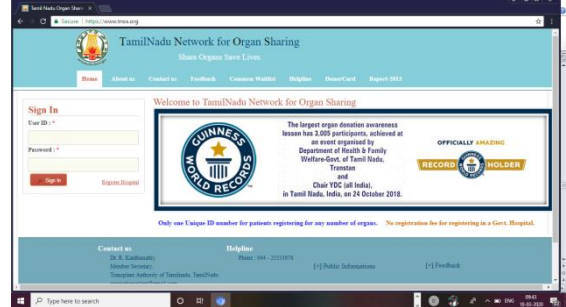 Tamil Nadu Organ Shari
Secure https://www.tnos.org
TamilNadu Network for Organ Sharing
Share Organs Save Lives
Home About us Contact us Feedback Common Waitlist Helpline DonorCard Report-2013
Sign In
User ID : *
Password : *
Sign In
Register Hospital
Welcome to TamilNadu Network for Organ Sharing
GUINNESS WORLD RECORDS
The largest organ donation awareness
lesson has 3,005 participants, achieved at
an event organised by
Department of Health & Family
Welfare-Govt. of Tamil Nadu,
Transtan
and
Chair YDC (all India),
in Tamil Nadu, India, on 24 October 2018.
OFFICIALLY AMAZING
RECORD HOLDER
Only one Unique ID number for patients registering for any number of organs. No registration fee for registering in a Govt. Hospital.
Contact us
Dr. R. Kanthimathy,
Member Secretary,
Transplant Authority of Tamilnadu, TamilNadu
Helpline
Phone : 044 - 25333676
[+] Public Informations
[+] Feedback
Type here to search
ENG
09:43
18-03-2020